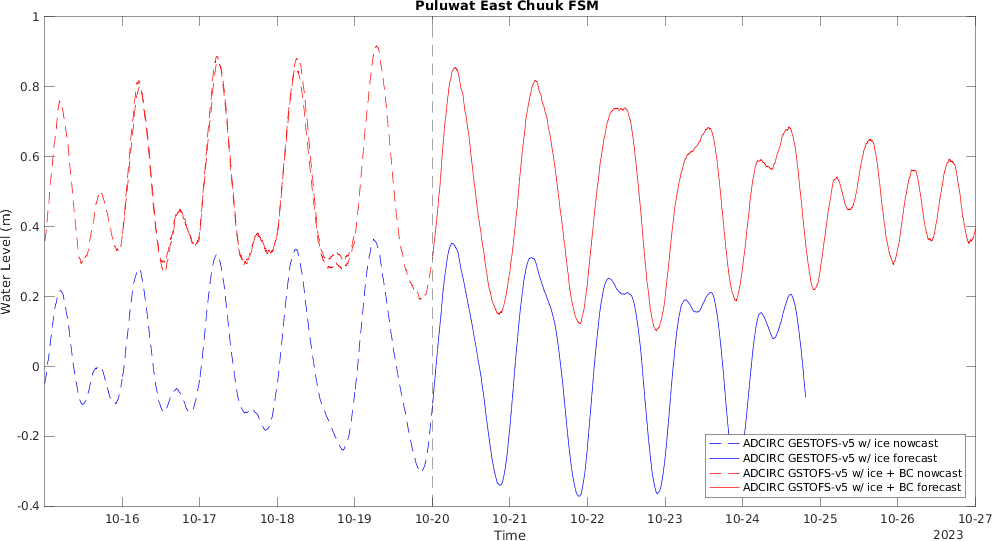 Puluwat East Chuuk FSM
Water Level (m)
1
0.8
0.6
0.4
0.2
0
-0.2
-0.4
10-16 10-17 10-18 10-19 10-20 10-21 10-22 10-23 10-24 10-25 10-26 10-27
Time
2023
ADCIRC GESTOFS-v5 w/ ice nowcast
ADCIRC GESTOFS-v5 w/ ice forecast
ADCIRC GSTOFS-v5 w/ ice + BC nowcast
ADCIRC GSTOFS-v5 w/ ice + BC forecast